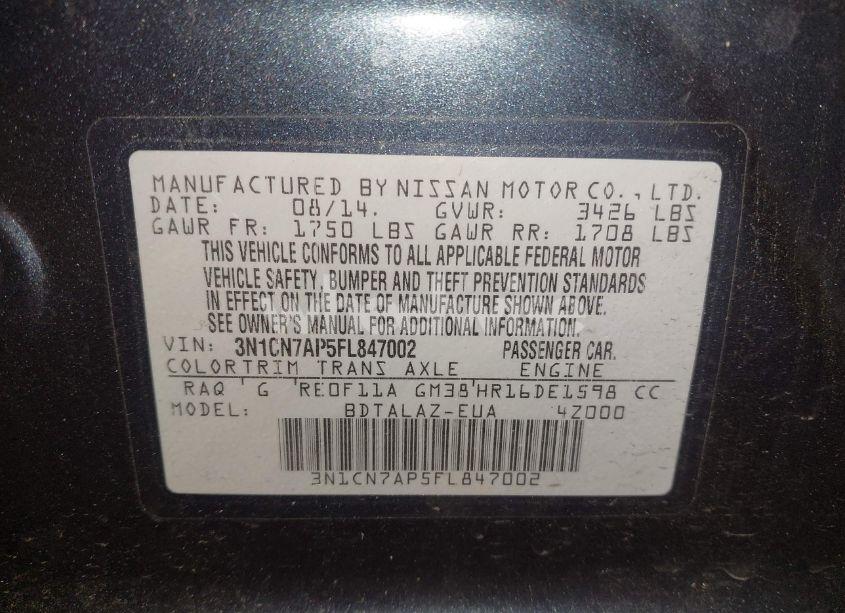 MANUFACTURED BY NISSAN MOTOR CO., LTD.
DATE: 08/14. GVWR: 3426 LBS
GAWR FR: 1750 LBS GAWR RR: 1708 LBS
THIS VEHICLE CONFORMS TO ALL APPLICABLE FEDERAL MOTOR
VEHICLE SAFETY, BUMPER AND THEFT PREVENTION STANDARDS
IN EFFECT ON THE DATE OF MANUFACTURE SHOWN ABOVE.
SEE OWNER'S MANUAL FOR ADDITIONAL INFORMATION.
VIN: 3N1CN7AP5FL847002 PASSENGER CAR.
COLOR TRIM TRANS AXLE ENGINE
RAQ G RE0F11A GM38 HR16DE1598 CC
MODEL: BDTALAZ-EUA 4Z000
3N1CN7AP5FL847002